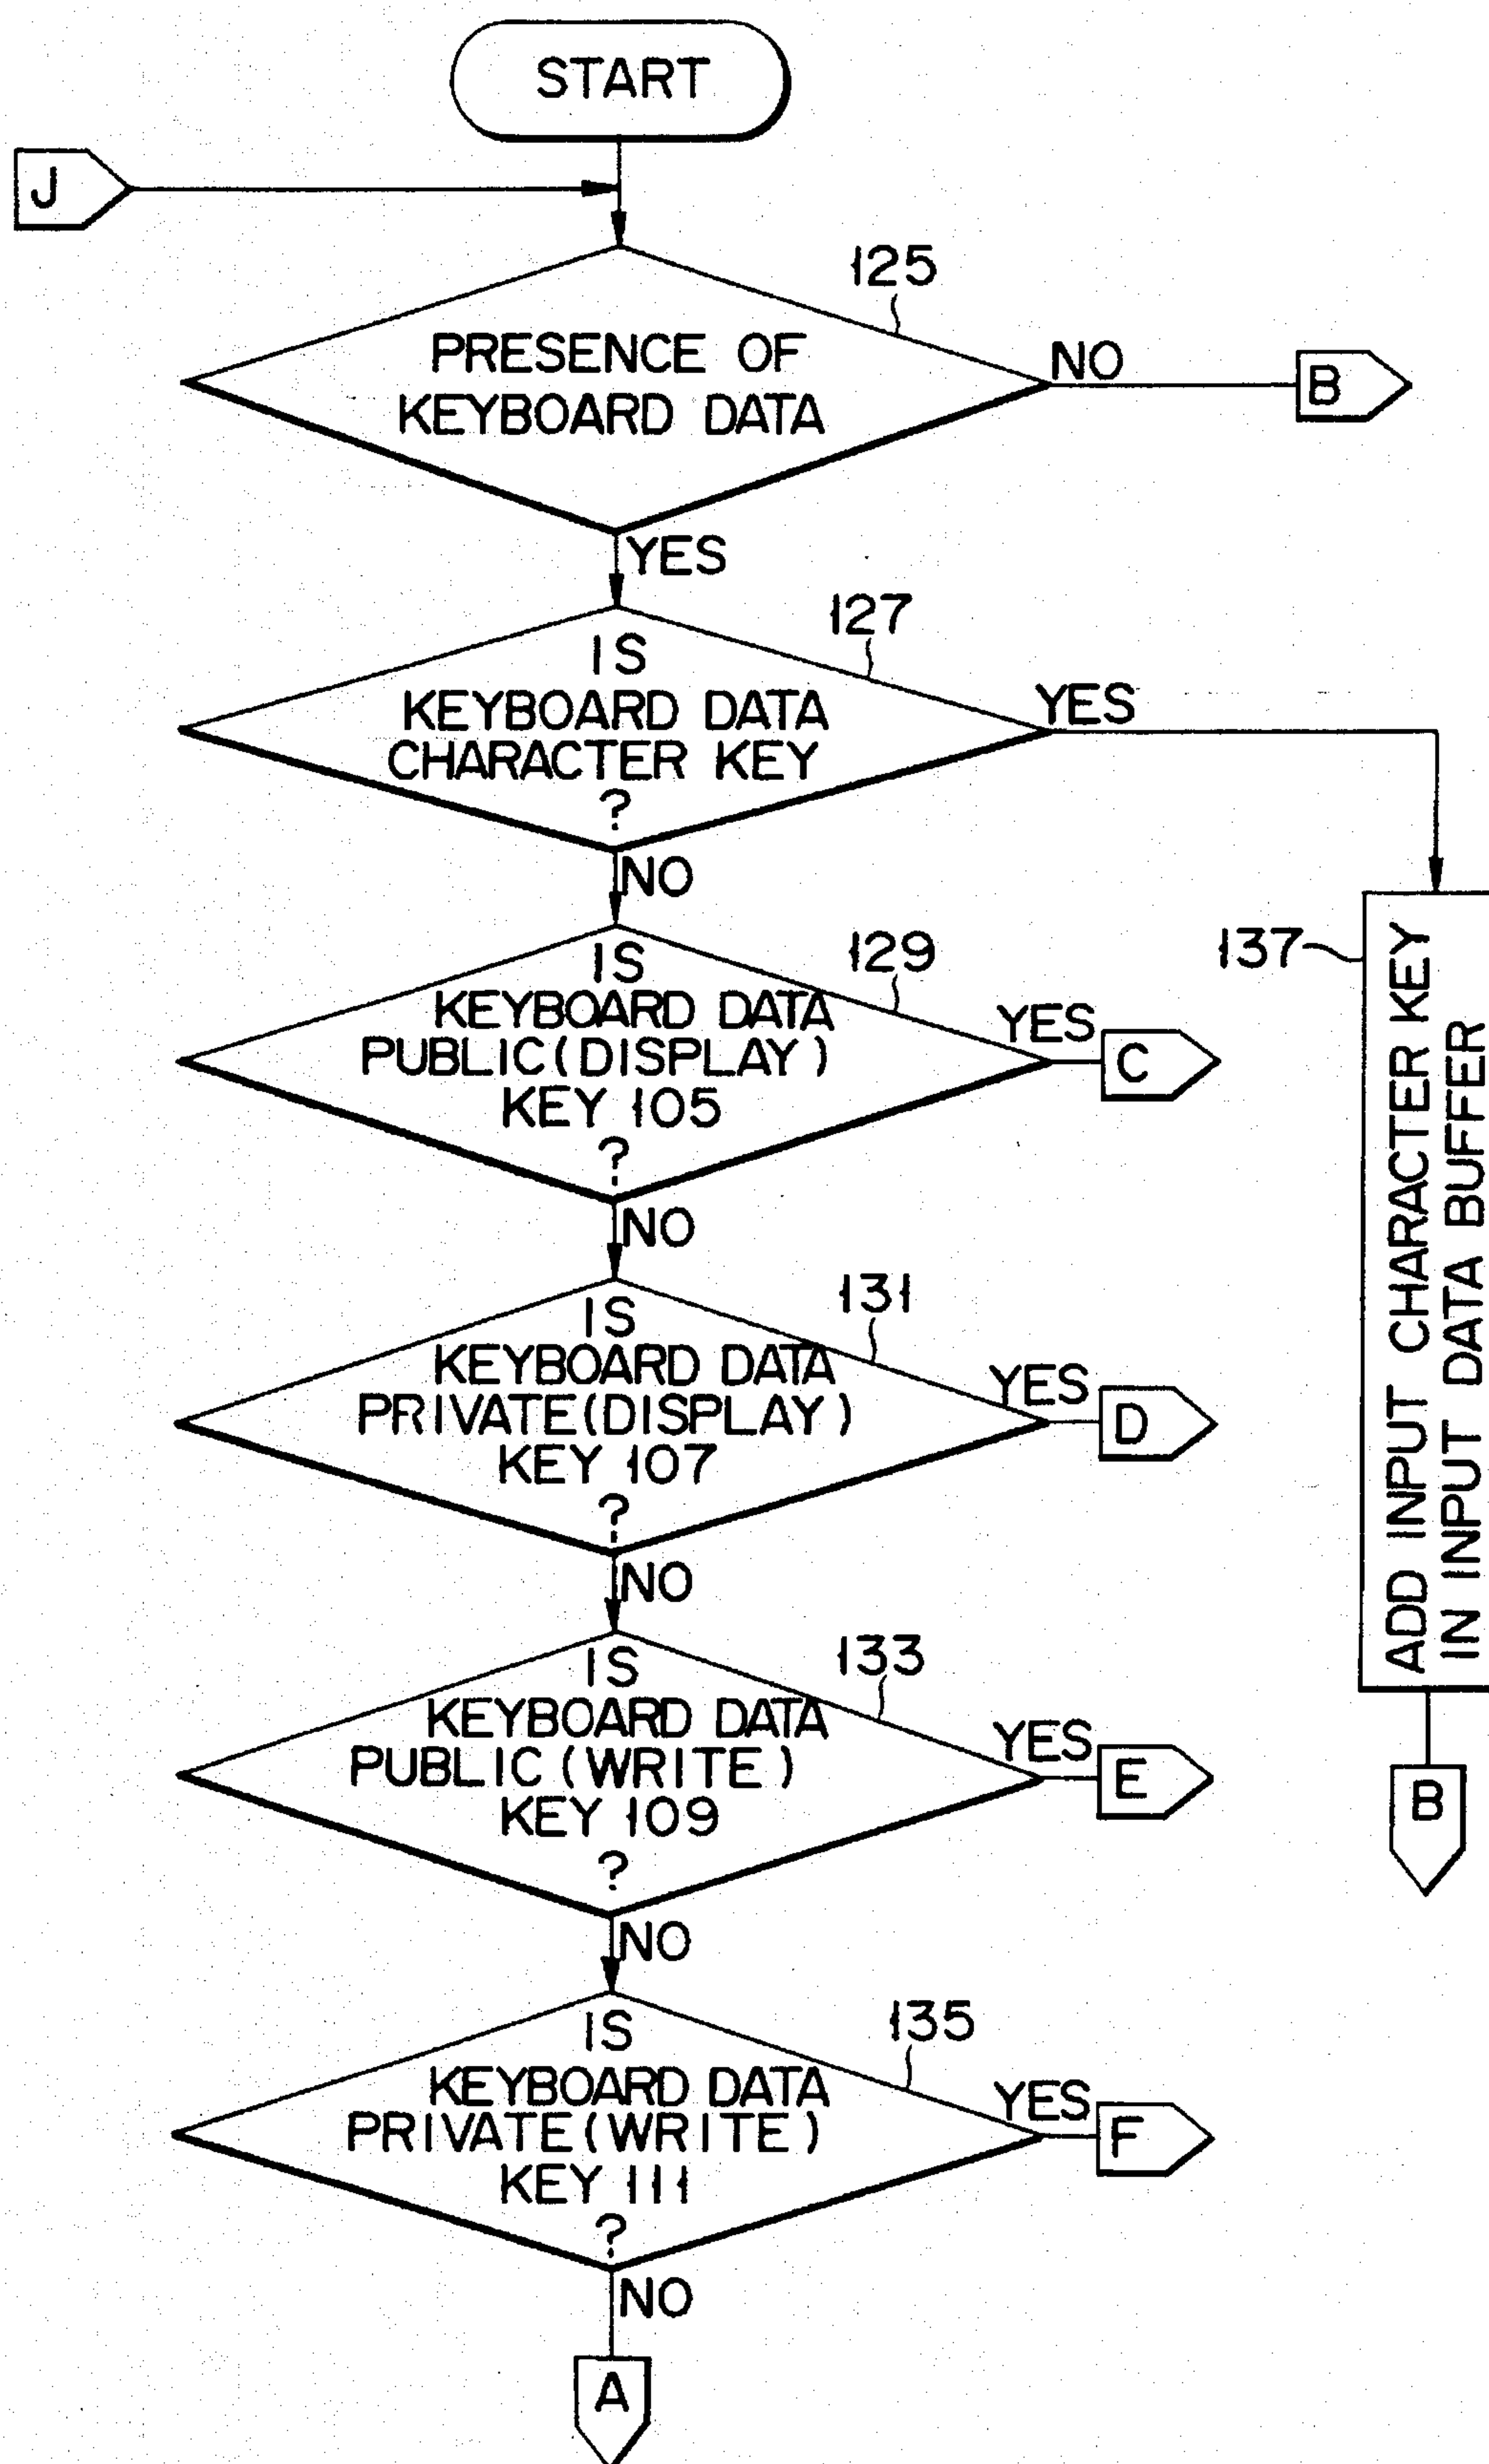 START
J
125
PRESENCE OF
KEYBOARD DATA
NO
B
YES
127
IS
KEYBOARD DATA
CHARACTER KEY
?
YES
NO
137
ADD INPUT CHARACTER KEY
IN INPUT DATA BUFFER
B
129
IS
KEYBOARD DATA
PUBLIC(DISPLAY)
KEY 105
?
YES
C
NO
131
IS
KEYBOARD DATA
PRIVATE(DISPLAY)
KEY 107
?
YES
D
NO
133
IS
KEYBOARD DATA
PUBLIC(WRITE)
KEY 109
?
YES
E
NO
135
IS
KEYBOARD DATA
PRIVATE(WRITE)
KEY 111
?
YES
F
NO
A